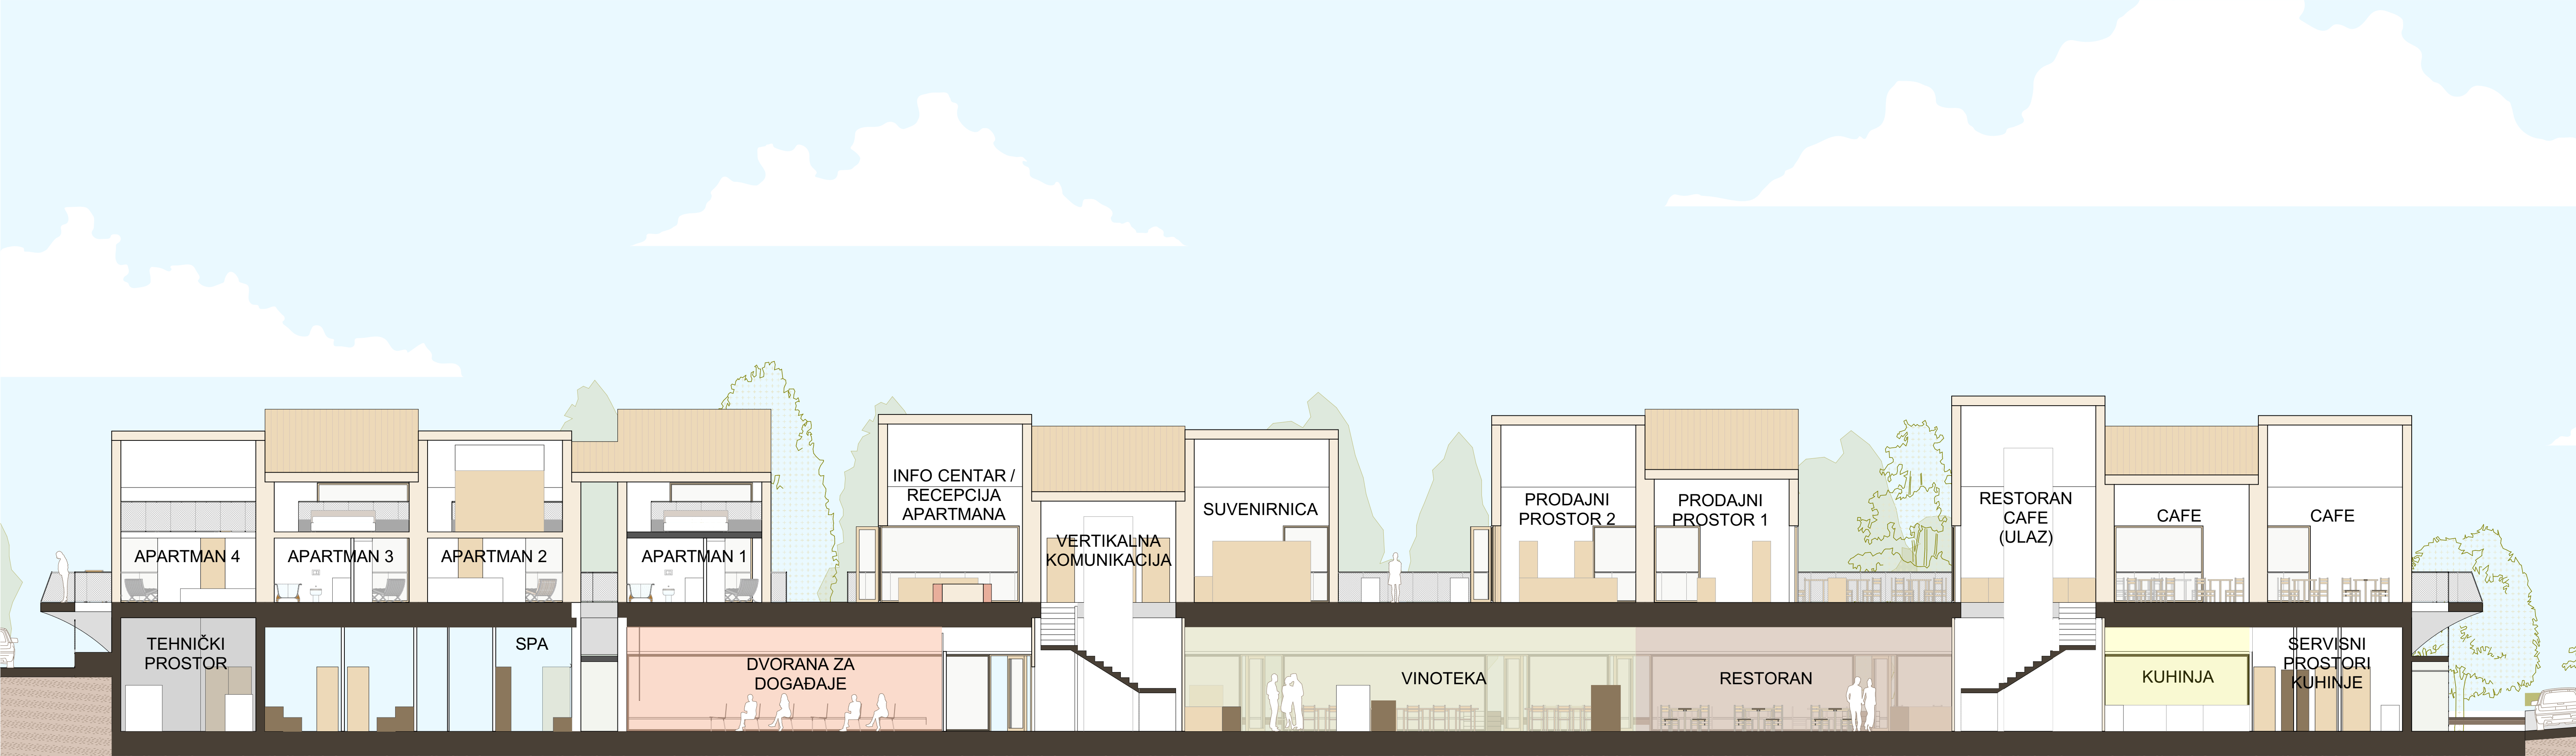 APARTMAN 4
APARTMAN 3
APARTMAN 2
APARTMAN 1
INFO CENTAR /
RECEPCIJA
APARTMANA
VERTIKALNA
KOMUNIKACIJA
SUVENIRNICA
PRODAJNI
PROSTOR 2
PRODAJNI
PROSTOR 1
RESTORAN
CAFE
(ULAZ)
CAFE
CAFE
TEHNIČKI
PROSTOR
SPA
DVORANA ZA
DOGAĐAJE
VINOTEKA
RESTORAN
KUHINJA
SERVISNI
PROSTORI
KUHINJE